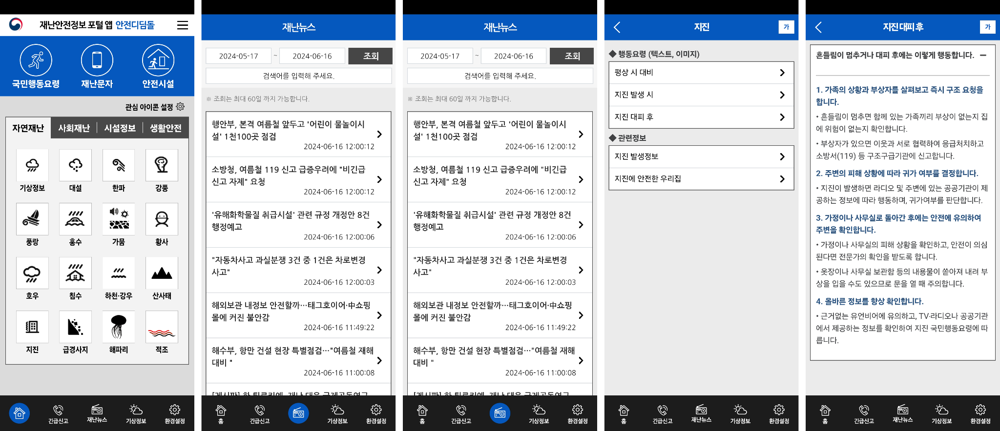 재난안전정보 포털 앱 안전디딤돌
국민행동요령
재난문자
안전시설
관심 아이콘 설정
자연재난
사회재난
시설정보
생활안전
기상정보
대설
한파
강풍
풍랑
홍수
가뭄
황사
호우
침수
하천·강우
산사태
지진
급경사지
해파리
적조
홈
긴급신고
재난뉴스
기상정보
환경설정
재난뉴스
2024-05-17 ~ 2024-06-16 조회
검색어를 입력해 주세요.
※ 조회는 최대 60일 까지 가능합니다.
행안부, 본격 여름철 앞두고 '어린이 물놀이시
설' 1천100곳 점검
2024-06-16 12:00:12
소방청, 여름철 119 신고 급증우려에 "비긴급
신고 자제" 요청
2024-06-16 12:00:12
'유해화학물질 취급시설' 관련 규정 개정안 8건
행정예고
2024-06-16 12:00:06
"자동차사고 과실분쟁 3건 중 1건은 차로변경
사고"
2024-06-16 12:00:03
해외보관 내정보 안전할까…태그호이어·中쇼핑
몰에 커진 불안감
2024-06-16 11:49:22
해수부, 항만 건설 현장 특별점검…"여름철 재해
대비 "
2024-06-16 11:00:08
홈
긴급신고
기상정보
환경설정
재난뉴스
2024-05-17 ~ 2024-06-16 조회
검색어를 입력해 주세요.
※ 조회는 최대 60일 까지 가능합니다.
행안부, 본격 여름철 앞두고 '어린이 물놀이시
설' 1천100곳 점검
2024-06-16 12:00:12
소방청, 여름철 119 신고 급증우려에 "비긴급
신고 자제" 요청
2024-06-16 12:00:12
'유해화학물질 취급시설' 관련 규정 개정안 8건
행정예고
2024-06-16 12:00:06
"자동차사고 과실분쟁 3건 중 1건은 차로변경
사고"
2024-06-16 12:00:03
해외보관 내정보 안전할까…태그호이어·中쇼핑
몰에 커진 불안감
2024-06-16 11:49:22
해수부, 항만 건설 현장 특별점검…"여름철 재해
대비 "
2024-06-16 11:00:08
홈
긴급신고
기상정보
환경설정
지진
가
◆ 행동요령 (텍스트, 이미지)
평상 시 대비
지진 발생 시
지진 대피 후
◆ 관련정보
지진 발생정보
지진에 안전한 우리집
홈
긴급신고
재난뉴스
기상정보
환경설정
지진 대피 후
가
흔들림이 멈추거나 대피 후에는 이렇게 행동합니다.
1. 가족의 상황과 부상자를 살펴보고 즉시 구조 요청을
합니다.
• 흔들림이 멈추면 함께 있는 가족끼리 부상이 없는지 집
에 위험이 없는지 확인합니다.
• 부상자가 있으면 이웃과 서로 협력하여 응급처치하고
소방서(119) 등 구조구급기관에 신고합니다.
2. 주변의 피해 상황에 따라 귀가 여부를 결정합니다.
• 지진이 발생하면 라디오 및 주변에 있는 공공기관이 제
공하는 정보에 따라 행동하며, 귀가여부를 판단합니다.
3. 가정이나 사무실로 돌아간 후에는 안전에 유의하여
주변을 확인합니다.
• 가정이나 사무실의 피해 상황을 확인하고, 안전이 의심
된다면 전문가의 확인을 받도록 합니다.
• 옷장이나 사무실 보관함 등의 내용물이 쏟아져 내려 부
상을 입을 수도 있으므로 문을 열 때 주의합니다.
4. 올바른 정보를 항상 확인합니다.
• 근거없는 유언비어에 유의하고, TV·라디오나 공공기관
에서 제공하는 정보를 확인하여 지진 국민행동요령에 따
릅니다.
홈
긴급신고
재난뉴스
기상정보
환경설정